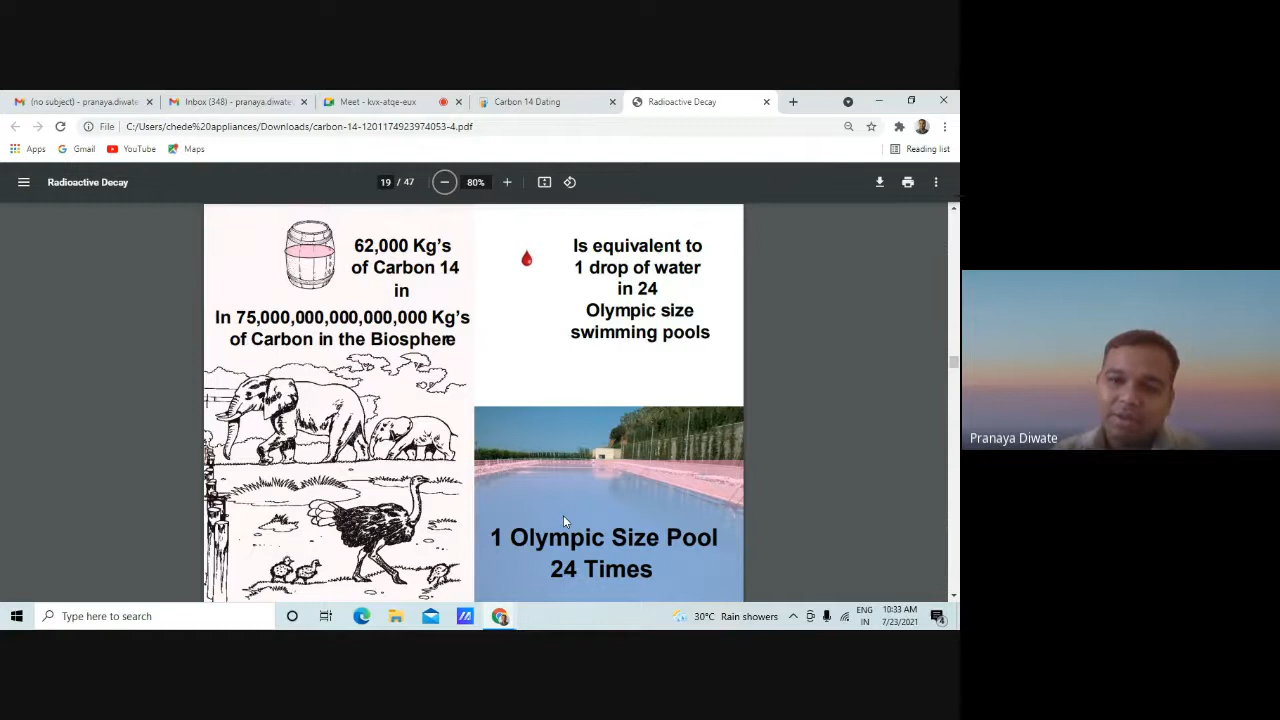 (no subject) - pranaya.diwate
Inbox (348) - pranaya.diwate
Meet - kvx-atqe-eux
Carbon 14 Dating
Radioactive Decay
File
C:/Users/chede%20appliances/Downloads/carbon-14-1201174923974053-4.pdf
Apps
Gmail
YouTube
Maps
Reading list
Radioactive Decay
19 / 47
80%
62,000 Kg's
of Carbon 14
in
In 75,000,000,000,000,000 Kg's
of Carbon in the Biosphere
Is equivalent to
1 drop of water
in 24
Olympic size
swimming pools
1 Olympic Size Pool
24 Times
Pranaya Diwate
Type here to search
30°C Rain showers
ENG
IN
10:33 AM
7/23/2021
4